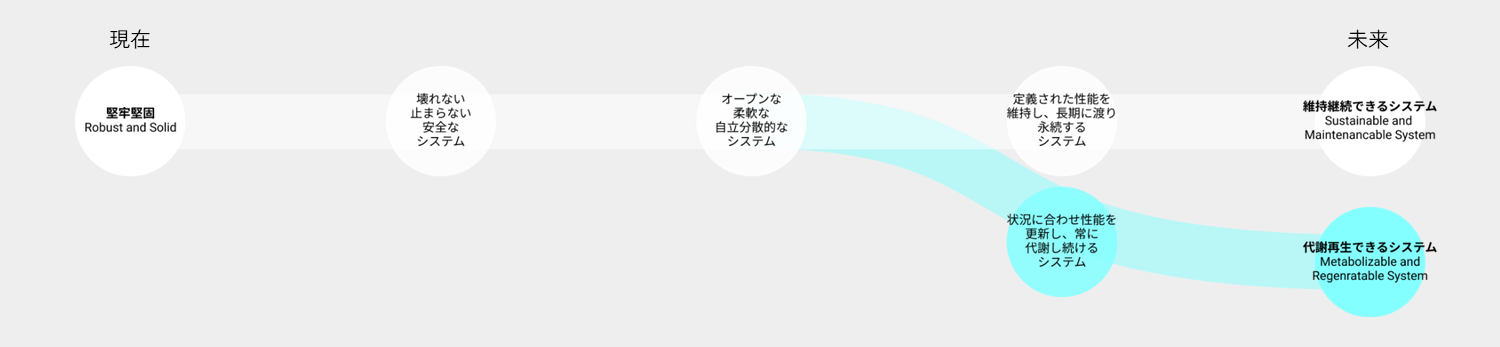 現在
未来
堅牢堅固
Robust and Solid
壊れない
止まらない
安全な
システム
オープンな
柔軟な
自立分散的な
システム
定義された性能を
維持し、長期に渡り
永続する
システム
維持継続できるシステム
Sustainable and
Maintenancable System
状況に合わせ性能を
更新し、常に
代謝し続ける
システム
代謝再生できるシステム
Metabolizable and
Regenratable System